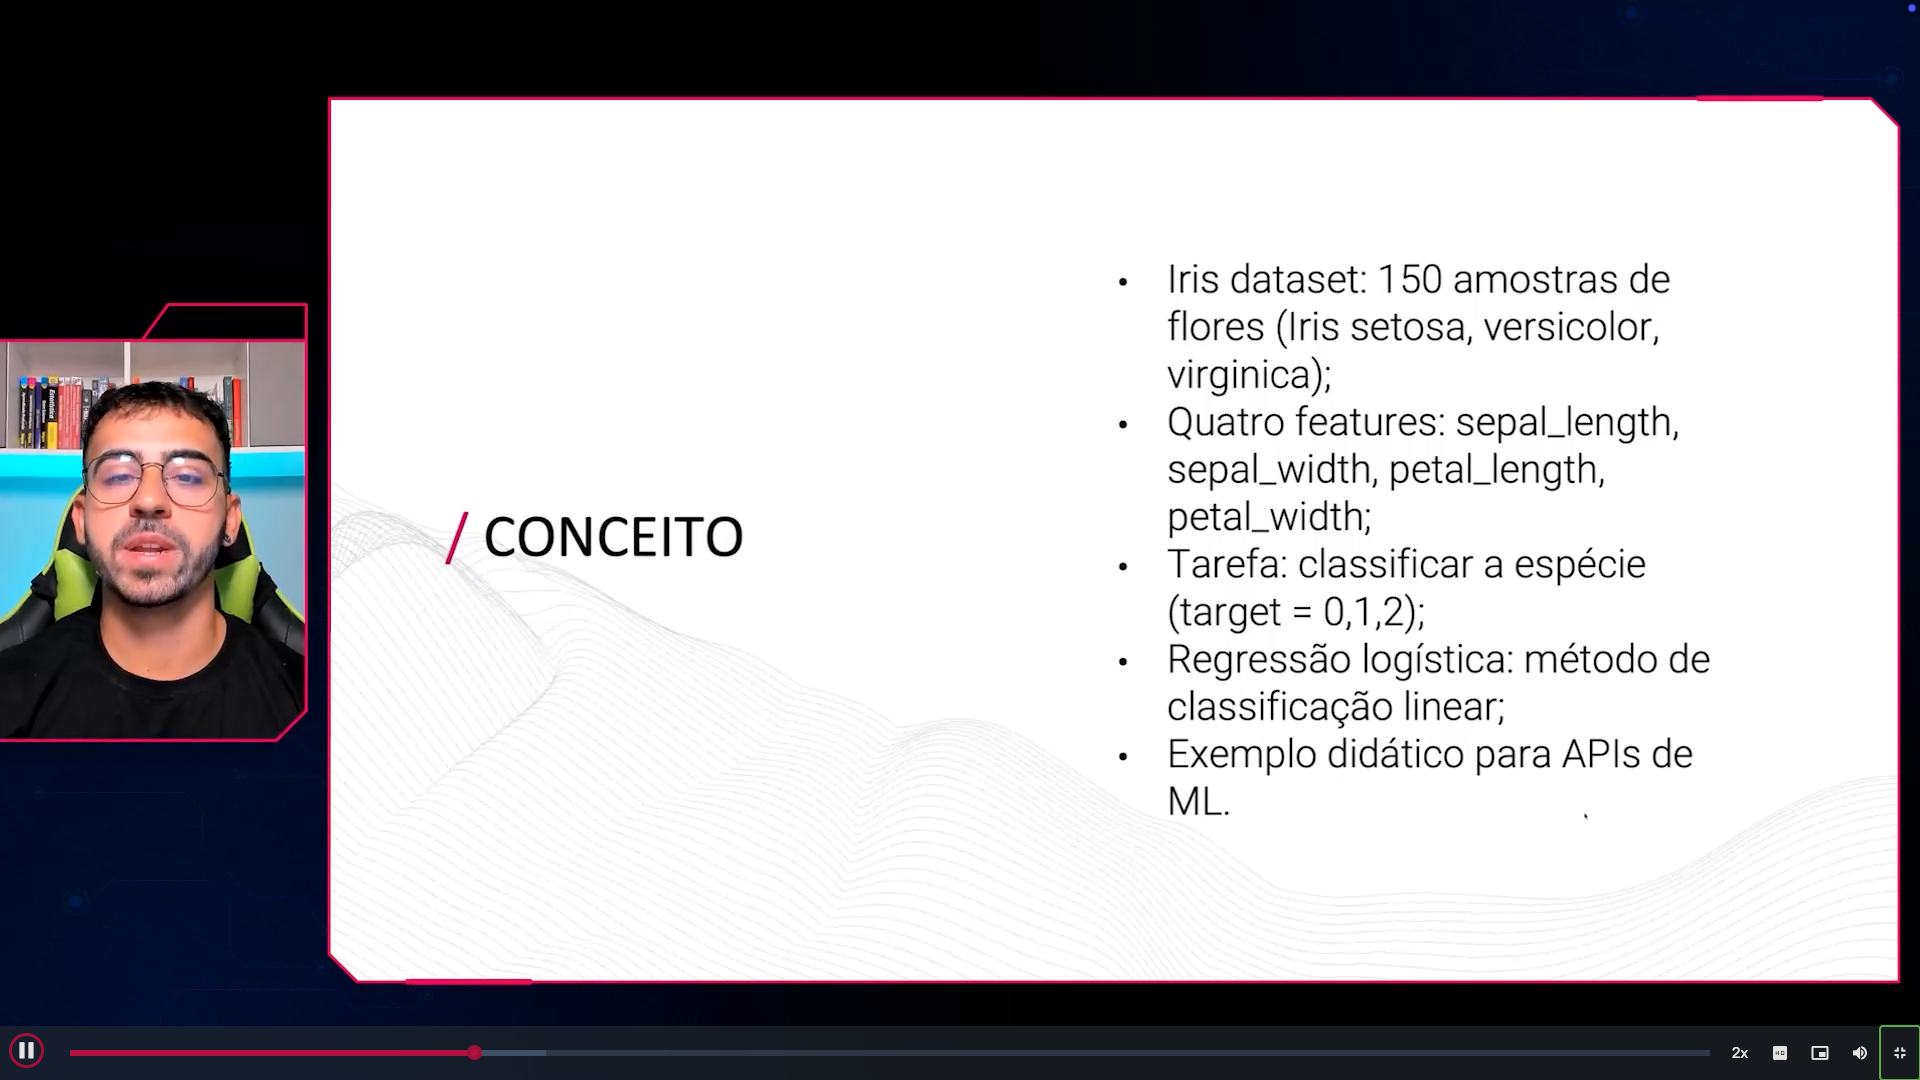 / CONCEITO
• Iris dataset: 150 amostras de
flores (Iris setosa, versicolor,
virginica);
• Quatro features: sepal_length,
sepal_width, petal_length,
petal_width;
• Tarefa: classificar a espécie
(target = 0,1,2);
• Regressão logística: método de
classificação linear;
• Exemplo didático para APIs de
ML.
2x